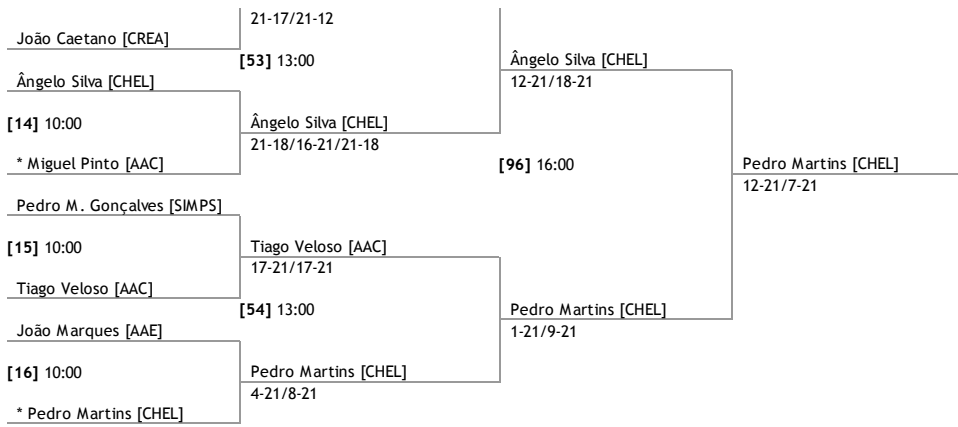 21-17/21-12
João Caetano [CREA]
[53] 13:00
Ângelo Silva [CHEL]
Ângelo Silva [CHEL]
12-21/18-21
[14] 10:00
Ângelo Silva [CHEL]
21-18/16-21/21-18
* Miguel Pinto [AAC]
[96] 16:00
Pedro Martins [CHEL]
12-21/7-21
Pedro M. Gonçalves [SIMPS]
[15] 10:00
Tiago Veloso [AAC]
17-21/17-21
Tiago Veloso [AAC]
[54] 13:00
Pedro Martins [CHEL]
1-21/9-21
João Marques [AAE]
[16] 10:00
Pedro Martins [CHEL]
4-21/8-21
* Pedro Martins [CHEL]